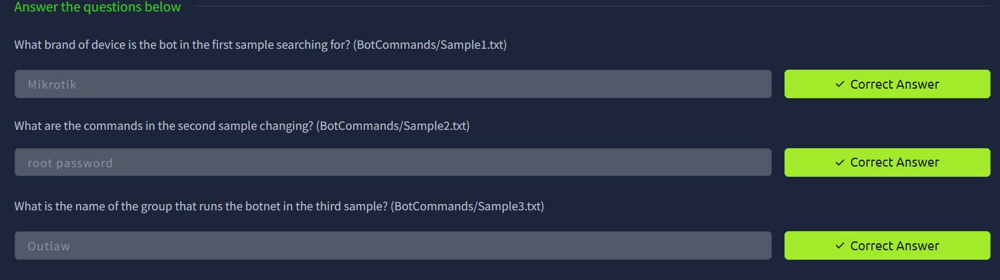 Answer the questions below
What brand of device is the bot in the first sample searching for? (BotCommands/Sample1.txt)
Mikrotik
✓ Correct Answer
What are the commands in the second sample changing? (BotCommands/Sample2.txt)
root password
✓ Correct Answer
What is the name of the group that runs the botnet in the third sample? (BotCommands/Sample3.txt)
Outlaw
✓ Correct Answer